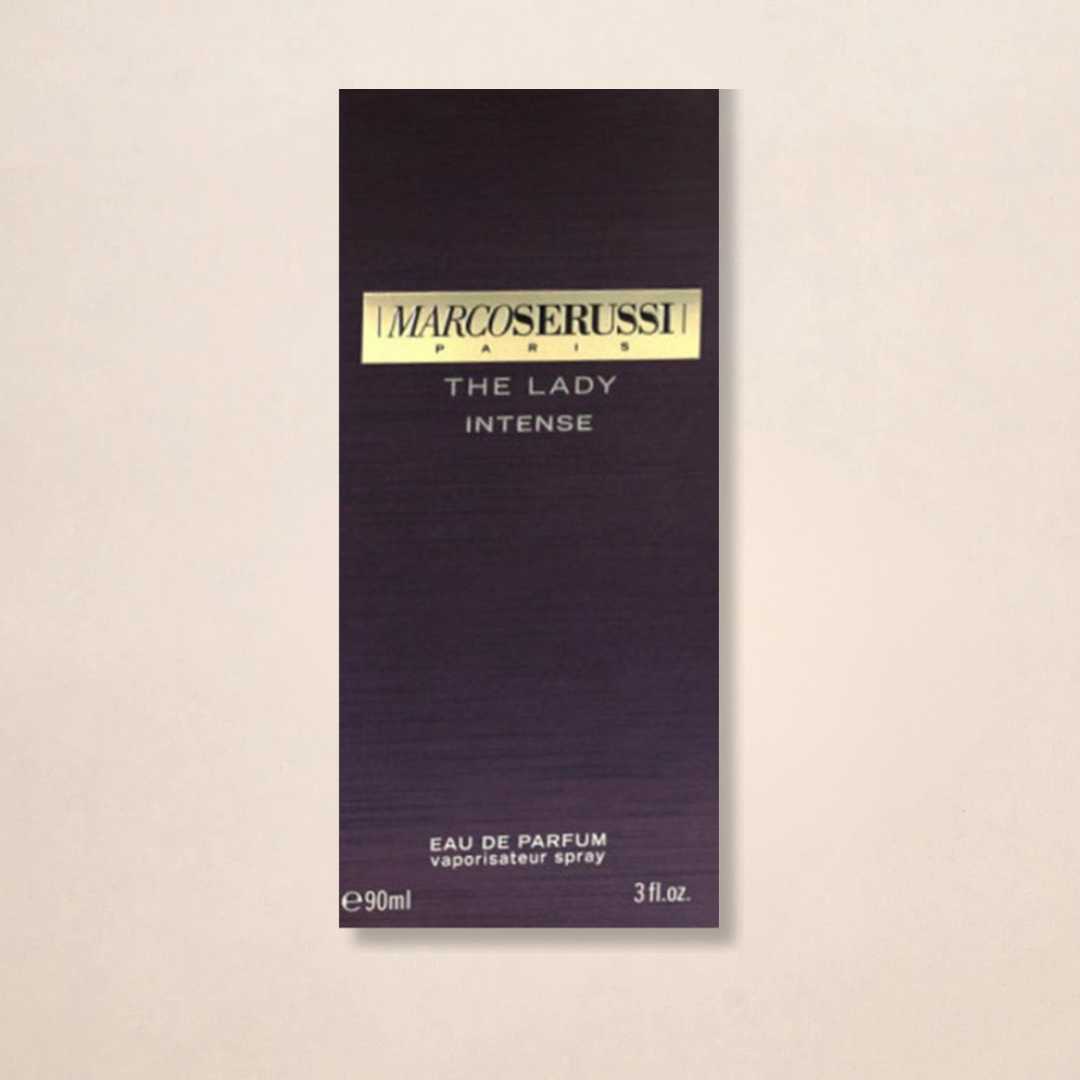 MARCOSERUSSI
PARIS
THE LADY
INTENSE
EAU DE PARFUM
vaporisateur spray
℮90ml
3 fl.oz.